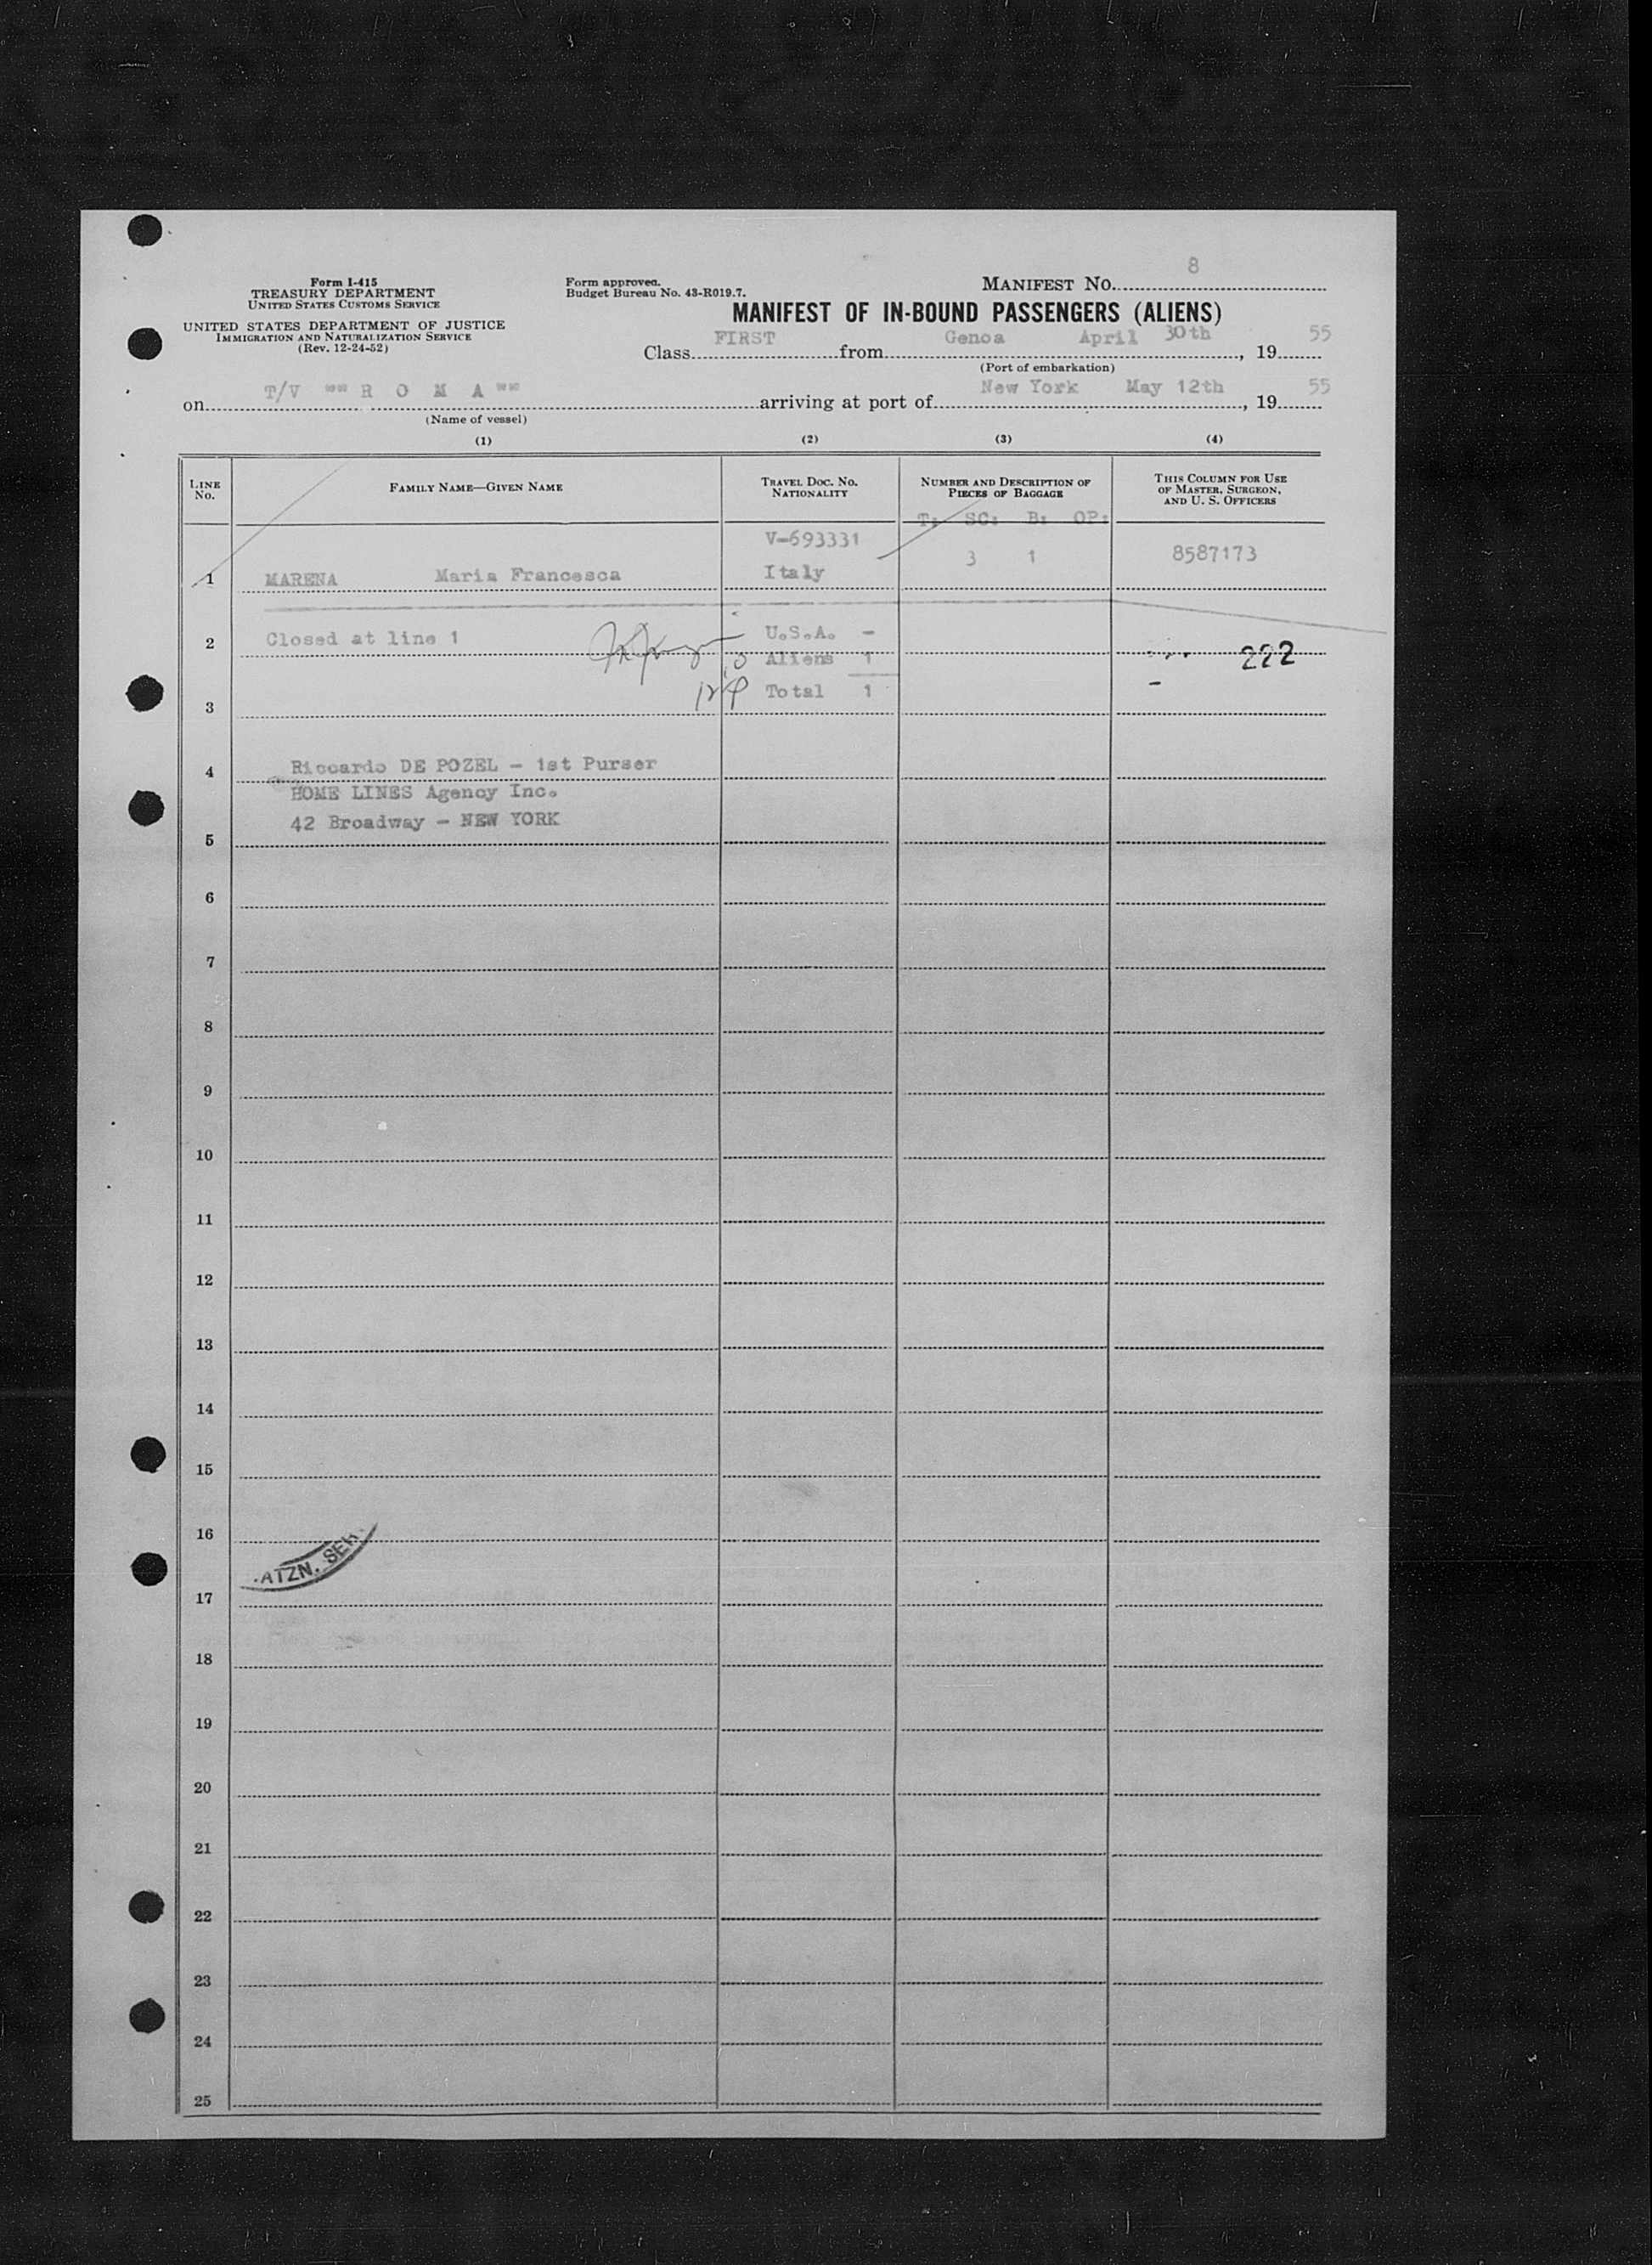 8
Form I-415
TREASURY DEPARTMENT
UNITED STATES CUSTOMS SERVICE
UNITED STATES DEPARTMENT OF JUSTICE
IMMIGRATION AND NATURALIZATION SERVICE
(Rev. 12-24-52)
Form approved.
Budget Bureau No. 43-R019.7.
MANIFEST NO.
MANIFEST OF IN-BOUND PASSENGERS (ALIENS)
Class FIRST from Genoa April 30th, 19 55
(Port of embarkation)
on T/V "" R O M A "" arriving at port of New York May 12th, 19 55
(Name of vessel)
(1) (2) (3) (4)
LINE NO. FAMILY NAME—GIVEN NAME TRAVEL DOC. NO. NATIONALITY NUMBER AND DESCRIPTION OF PIECES OF BAGGAGE THIS COLUMN FOR USE OF MASTER, SURGEON, AND U. S. OFFICERS
T: SC: B: OP:
V-693331
3 1 8587173
1 MARENA Maria Francesca Italy
2 Closed at line 1 U.S.A. -
Aliens 1 222
3 Total 1
4 Riccardo DE POZEL - 1st Purser
HOME LINES Agency Inc.
42 Broadway - NEW YORK
5
6
7
8
9
10
11
12
13
14
15
16
.ATZN. SER
17
18
19
20
21
22
23
24
25